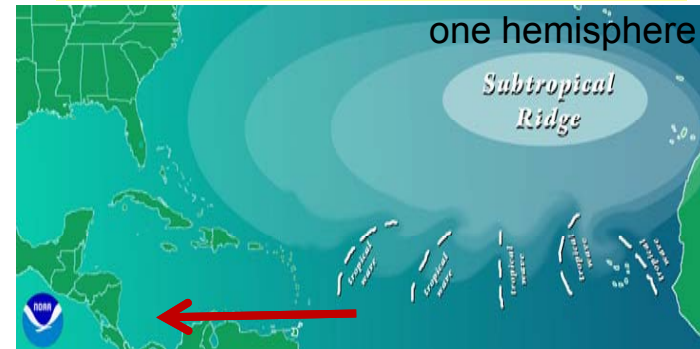 one hemisphere
Subtropical
Ridge
tropical
wave
tropical
wave
tropical
wave
tropical
wave
tropical
wave
NOAA